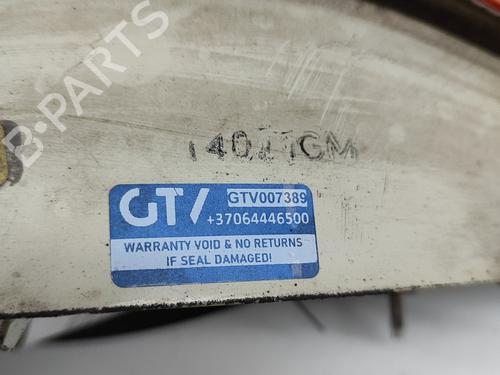 B-PARTS
GTV GTV007389
+37064446500
WARRANTY VOID & NO RETURNS
IF SEAL DAMAGED!